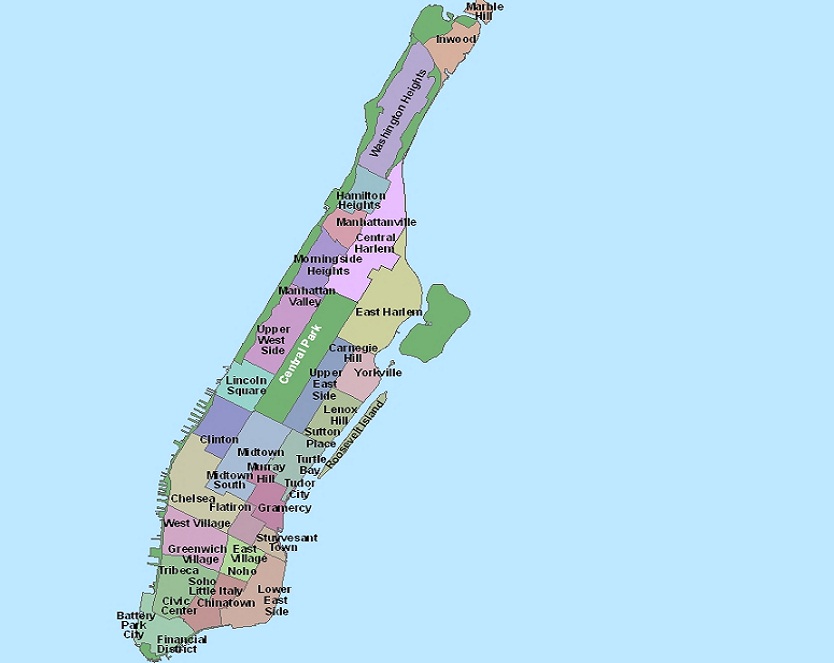 Marble
Hill
Inwood
Washington Heights
Hamilton
Heights
Manhattanville
Central
Harlem
Morningside
Heights
Manhattan
Valley
East Harlem
Upper
West
Side
Central Park
Carnegie
Hill
Yorkville
Upper
East
Side
Lincoln
Square
Lenox
Hill
Roosevelt Island
Sutton
Place
Clinton
Midtown
Turtle
Bay
Murray
Hill
Midtown
South
Tudor
City
Chelsea
Flatiron
Gramercy
West Village
Stuyvesant
Town
Greenwich
Village
East
Village
Noho
Tribeca
Soho
Little Italy
Lower
East
Side
Civic
Center
Chinatown
Battery
Park
City
Financial
District